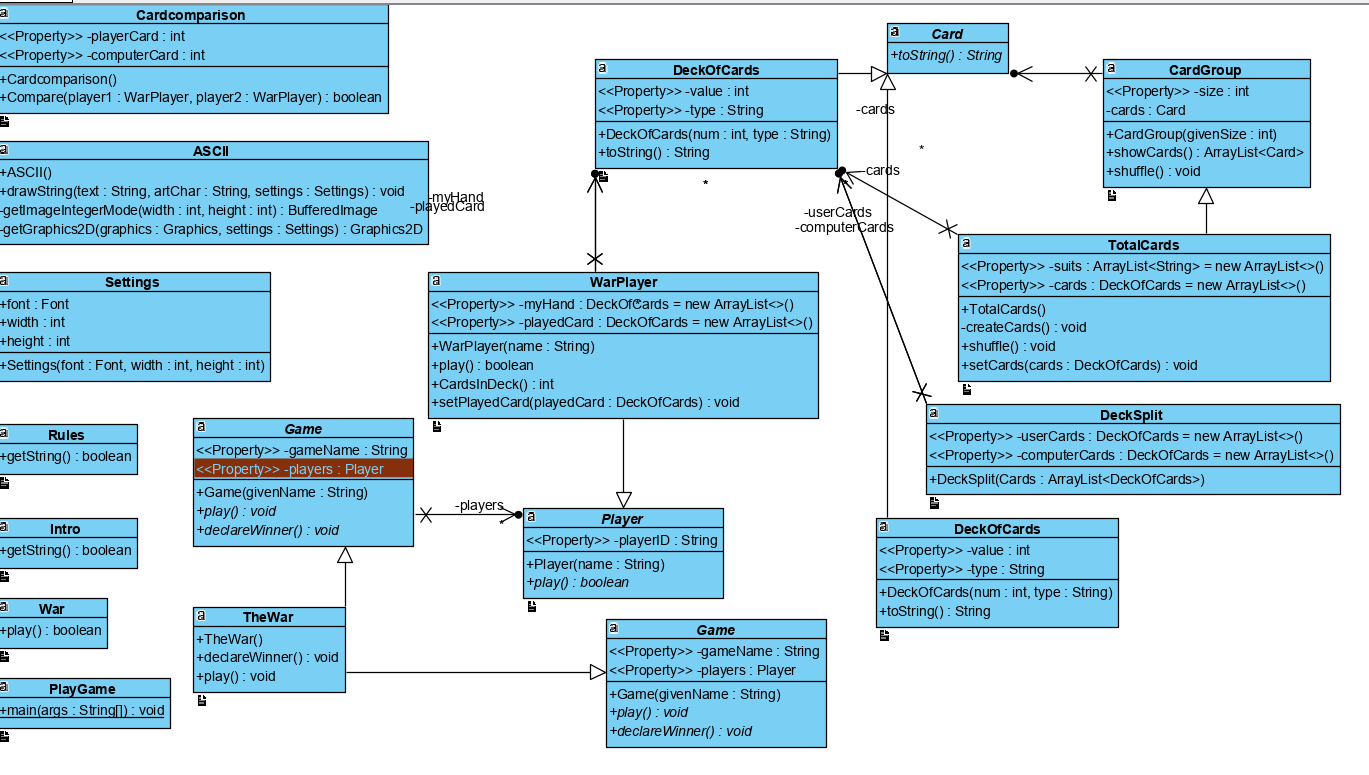 Cardcomparison
<<Property>> -playerCard : int
<<Property>> -computerCard : int
+Cardcomparison()
+Compare(player1 : WarPlayer, player2 : WarPlayer) : boolean
ASCII
+ASCII()
+drawString(text : String, artChar : String, settings : Settings) : void
-getImageIntegerMode(width : int, height : int) : BufferedImage
-getGraphics2D(graphics : Graphics, settings : Settings) : Graphics2D
Settings
+font : Font
+width : int
+height : int
+Settings(font : Font, width : int, height : int)
Rules
+getString() : boolean
Intro
+getString() : boolean
War
+play() : boolean
PlayGame
+main(args : String[]) : void
Game
<<Property>> -gameName : String
<<Property>> -players : Player
+Game(givenName : String)
+play() : void
+declareWinner() : void
TheWar
+TheWar()
+declareWinner() : void
+play() : void
-myHand
-playedCard
DeckOfCards
<<Property>> -value : int
<<Property>> -type : String
+DeckOfCards(num : int, type : String)
+toString() : String
*
WarPlayer
<<Property>> -myHand : DeckOfCards = new ArrayList<>()
<<Property>> -playedCard : DeckOfCards = new ArrayList<>()
+WarPlayer(name : String)
+play() : boolean
+CardsInDeck() : int
+setPlayedCard(playedCard : DeckOfCards) : void
-players
*
Player
<<Property>> -playerID : String
+Player(name : String)
+play() : boolean
Game
<<Property>> -gameName : String
<<Property>> -players : Player
+Game(givenName : String)
+play() : void
+declareWinner() : void
Card
+toString() : String
-cards
*
-cards
-userCards
-computerCards
CardGroup
<<Property>> -size : int
-cards : Card
+CardGroup(givenSize : int)
+showCards() : ArrayList<Card>
+shuffle() : void
TotalCards
<<Property>> -suits : ArrayList<String> = new ArrayList<>()
<<Property>> -cards : DeckOfCards = new ArrayList<>()
+TotalCards()
-createCards() : void
+shuffle() : void
+setCards(cards : DeckOfCards) : void
DeckSplit
<<Property>> -userCards : DeckOfCards = new ArrayList<>()
<<Property>> -computerCards : DeckOfCards = new ArrayList<>()
+DeckSplit(Cards : ArrayList<DeckOfCards>)
DeckOfCards
<<Property>> -value : int
<<Property>> -type : String
+DeckOfCards(num : int, type : String)
+toString() : String